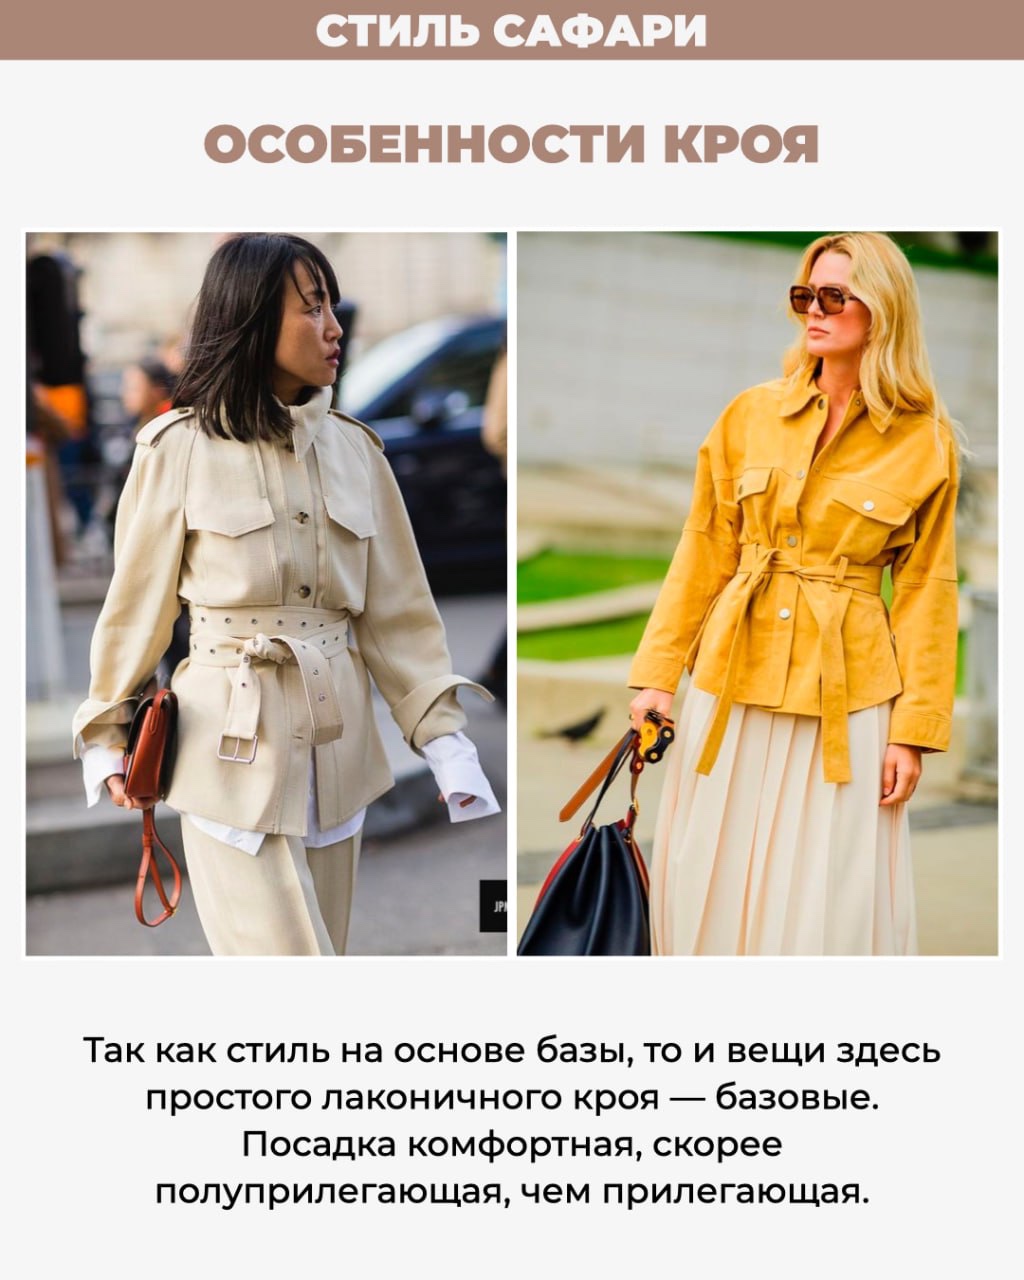 СТИЛЬ САФАРИ
ОСОБЕННОСТИ КРОЯ
Так как стиль на основе базы, то и вещи здесь
простого лаконичного кроя — базовые.
Посадка комфортная, скорее
полуприлегающая, чем прилегающая.